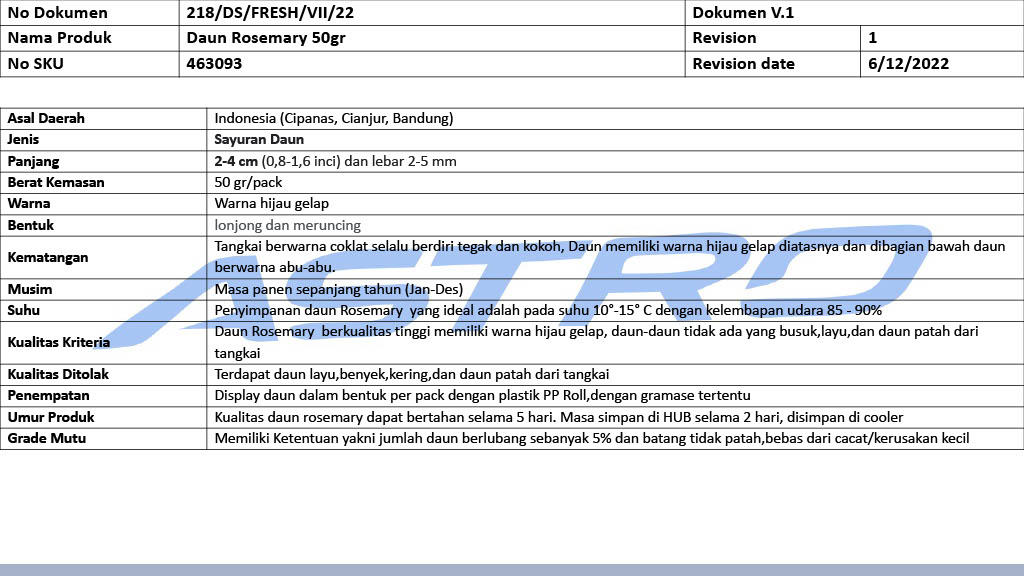 No Dokumen 218/DS/FRESH/VII/22 Dokumen V.1
Nama Produk Daun Rosemary 50gr Revision 1
No SKU 463093 Revision date 6/12/2022
Asal Daerah Indonesia (Cipanas, Cianjur, Bandung)
Jenis Sayuran Daun
Panjang 2-4 cm (0,8-1,6 inci) dan lebar 2-5 mm
Berat Kemasan 50 gr/pack
Warna Warna hijau gelap
Bentuk lonjong dan meruncing
Kematangan Tangkai berwarna coklat selalu berdiri tegak dan kokoh, Daun memiliki warna hijau gelap diatasnya dan dibagian bawah daun
berwarna abu-abu.
Musim Masa panen sepanjang tahun (Jan-Des)
Suhu Penyimpanan daun Rosemary yang ideal adalah pada suhu 10°-15° C dengan kelembapan udara 85 - 90%
Kualitas Kriteria Daun Rosemary berkualitas tinggi memiliki warna hijau gelap, daun-daun tidak ada yang busuk,layu,dan daun patah dari
tangkai
Kualitas Ditolak Terdapat daun layu,benyek,kering,dan daun patah dari tangkai
Penempatan Display daun dalam bentuk per pack dengan plastik PP Roll,dengan gramase tertentu
Umur Produk Kualitas daun rosemary dapat bertahan selama 5 hari. Masa simpan di HUB selama 2 hari, disimpan di cooler
Grade Mutu Memiliki Ketentuan yakni jumlah daun berlubang sebanyak 5% dan batang tidak patah,bebas dari cacat/kerusakan kecil
ASTRO